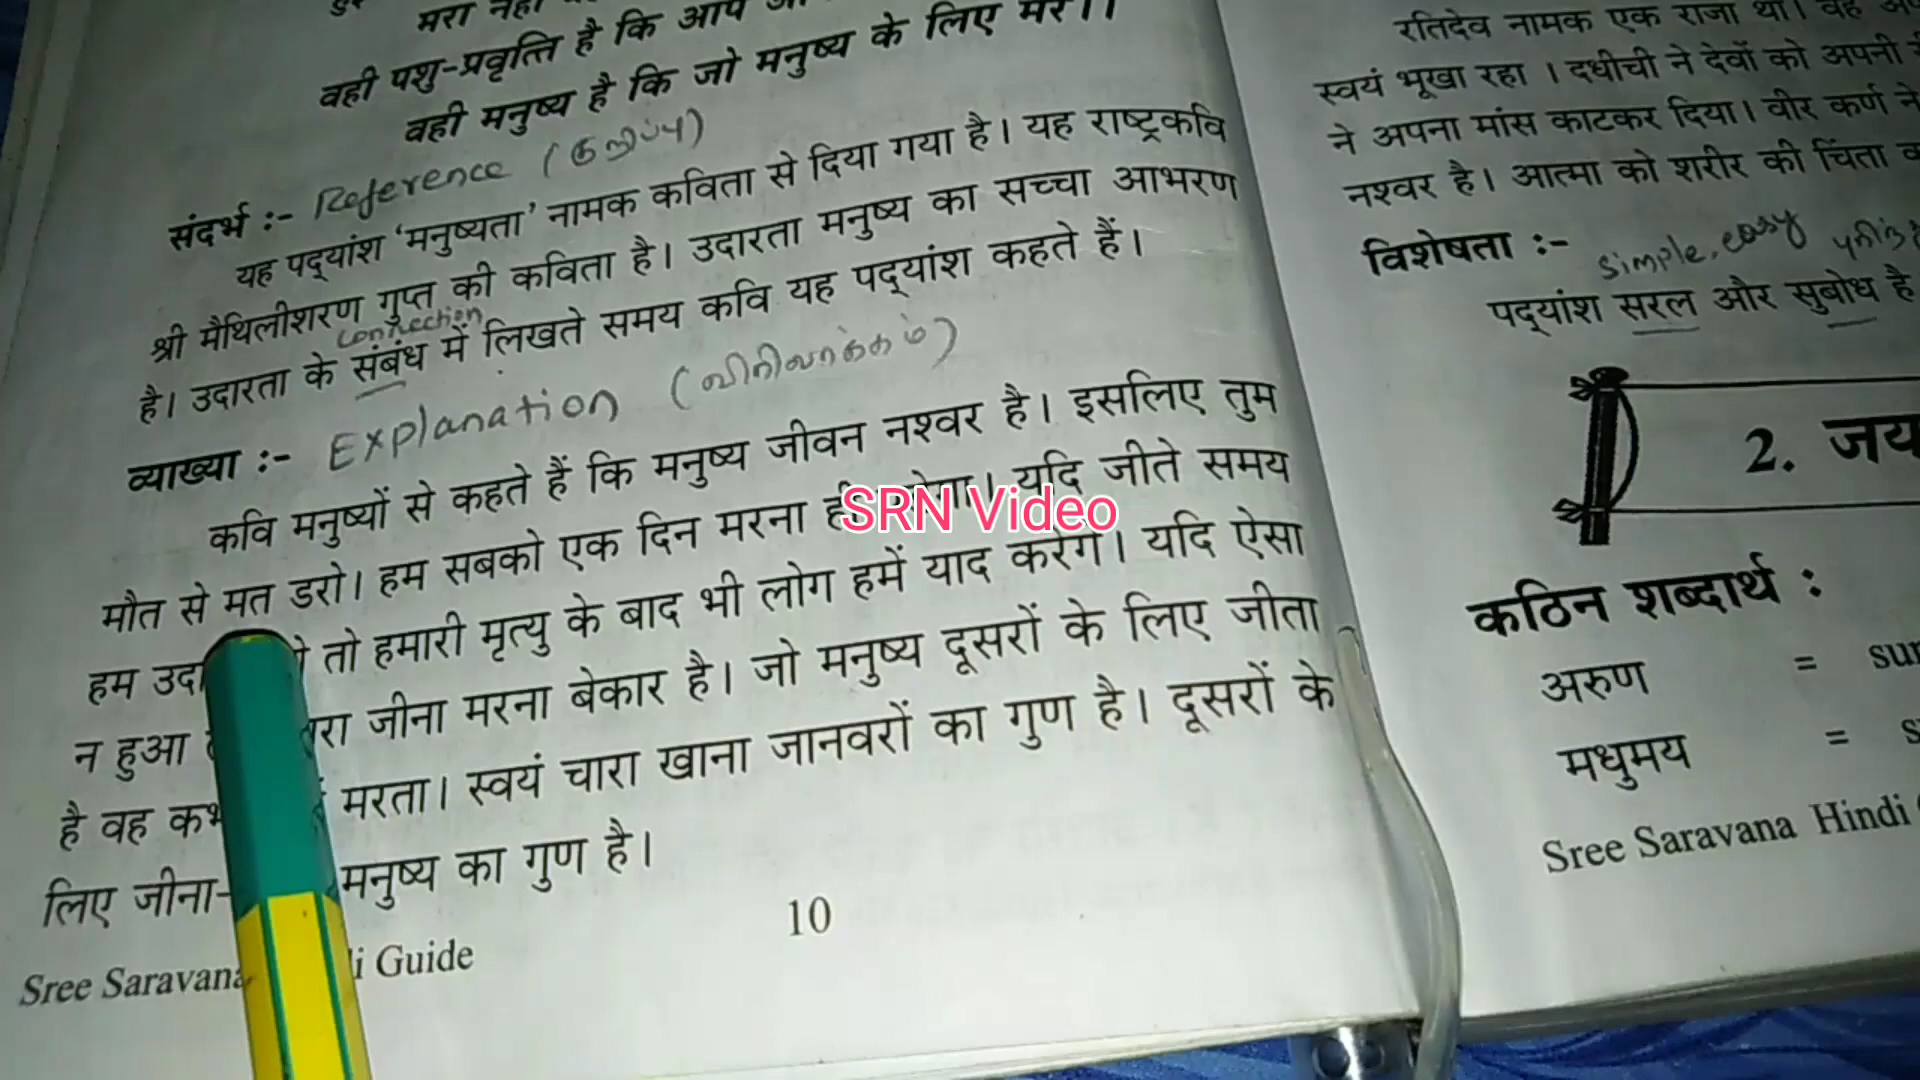 मरा नहीं
वही पशु-प्रवृत्ति है कि आप
वही मनुष्य है कि जो मनुष्य के लिए मरे।।
संदर्भ :- Reference (குறிப்பு)
यह पद्यांश 'मनुष्यता' नामक कविता से दिया गया है। यह राष्ट्रकवि
श्री मैथिलीशरण गुप्त की कविता है। उदारता मनुष्य का सच्चा आभरण
connection
है। उदारता के संबंध में लिखते समय कवि यह पद्यांश कहते हैं।
व्याख्या :- Explanation
कवि मनुष्यों से कहते हैं कि मनुष्य जीवन नश्वर है। इसलिए तुम
मौत से मत डरो। हम सबको एक दिन मरना ही यदि जीते समय
हम तो हमारी मृत्यु के बाद भी लोग हमें याद करेंगे। यदि ऐसा
न हुआ जीना मरना बेकार है। जो मनुष्य दूसरों के लिए जीता
है वह मरता। स्वयं चारा खाना जानवरों का गुण है। दूसरों के
लिए जीना- मनुष्य का गुण है।
10
Sree Saravana Guide
SRN Video
रतिदेव नामक एक राजा था। वह
स्वयं भूखा रहा। दधीची ने देवों को अपनी
ने अपना मांस काटकर दिया। वीर कर्ण ने
नश्वर है। आत्मा को शरीर की चिंता
विशेषता :- simple, easy
पद्यांश सरल और सुबोध है
2. जय
कठिन शब्दार्थ :
अरुण =
मधुमय =
Sree Saravana Hindi